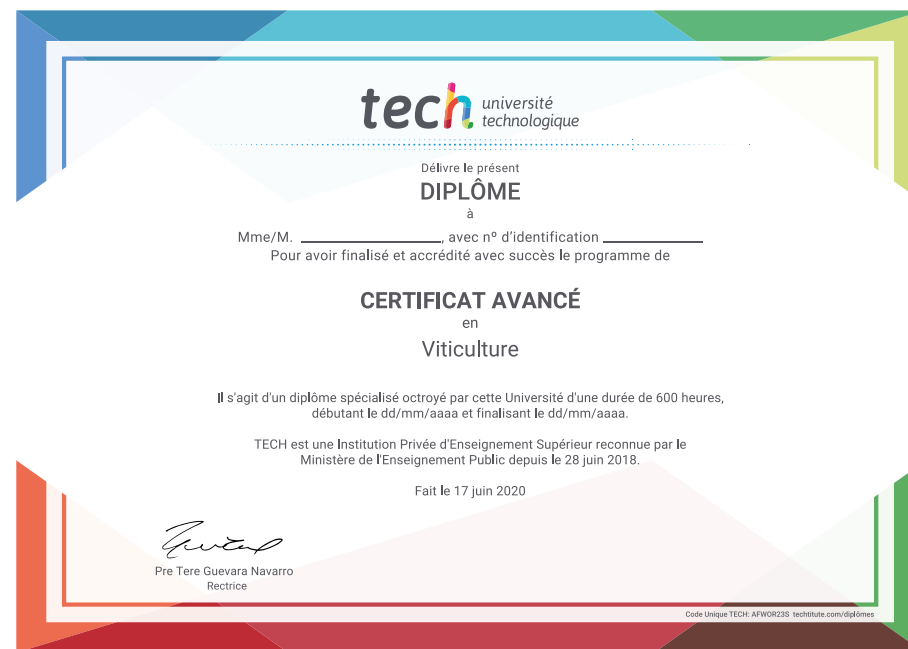 tech université
technologique
Délivre le présent
DIPLÔME
à
Mme/M. ____________, avec nº d'identification ____________
Pour avoir finalisé et accrédité avec succès le programme de
CERTIFICAT AVANCÉ
en
Viticulture
Il s'agit d'un diplôme spécialisé octroyé par cette Université d'une durée de 600 heures,
débutant le dd/mm/aaaa et finalisant le dd/mm/aaaa.
TECH est une Institution Privée d'Enseignement Supérieur reconnue par le
Ministère de l'Enseignement Public depuis le 28 juin 2018.
Fait le 17 juin 2020
Pre Tere Guevara Navarro
Rectrice
Code Unique TECH: AFWOR23S techtitute.com/diplômes